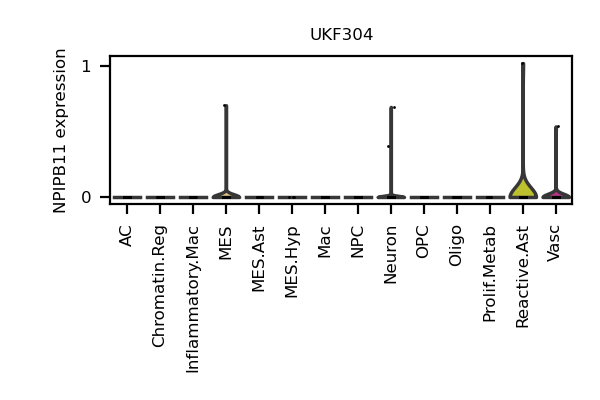 UKF304
NPIPB11 expression
1
0
AC
Chromatin.Reg
Inflammatory.Mac
MES
MES.Ast
MES.Hyp
Mac
NPC
Neuron
OPC
Oligo
Prolif.Metab
Reactive.Ast
Vasc